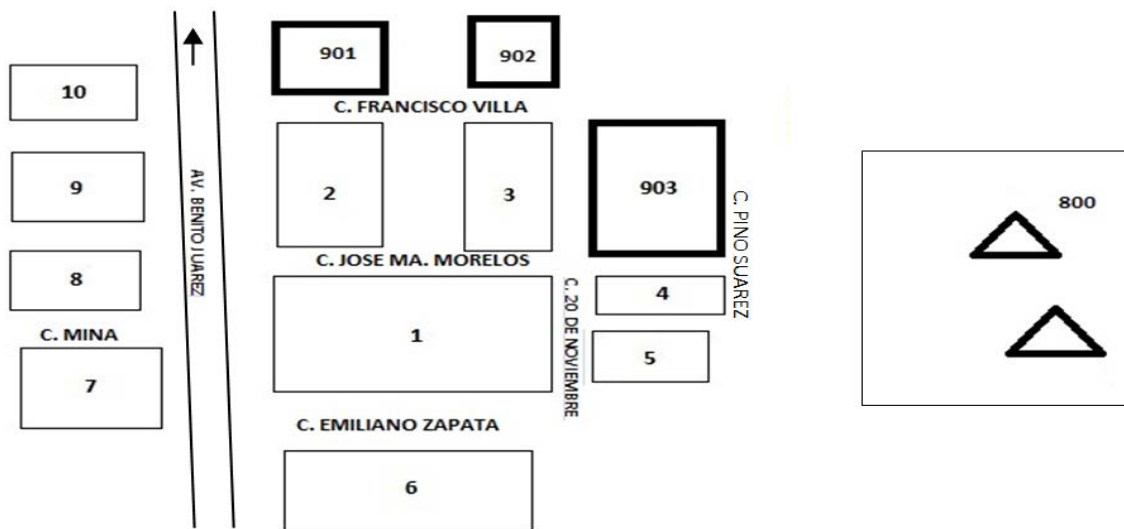 901
902
10
C. FRANCISCO VILLA
9
AV. BENITO JUAREZ
2
3
903
C. PINO SUAREZ
800
C. JOSE MA. MORELOS
8
C. 20 DE NOVIEMBRE
4
C. MINA
1
5
7
C. EMILIANO ZAPATA
6